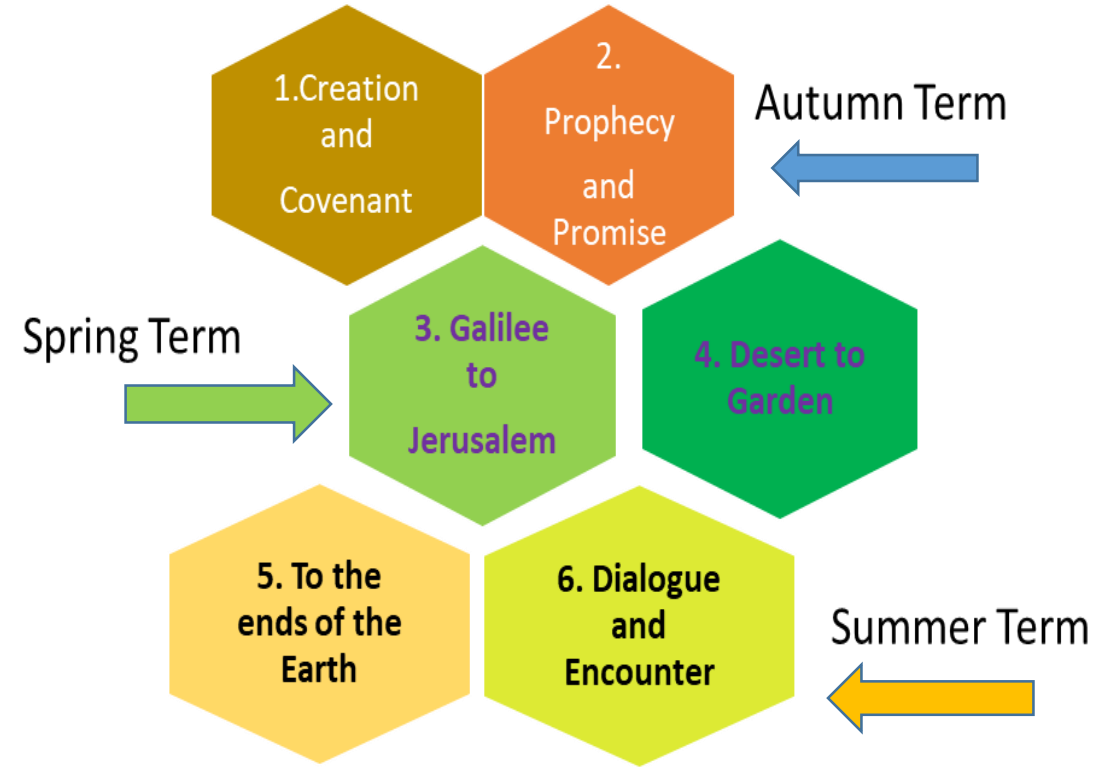 1.Creation
and
Covenant
2.
Prophecy
and
Promise
Autumn Term
Spring Term
3. Galilee
to
Jerusalem
4. Desert to
Garden
5. To the
ends of the
Earth
6. Dialogue
and
Encounter
Summer Term